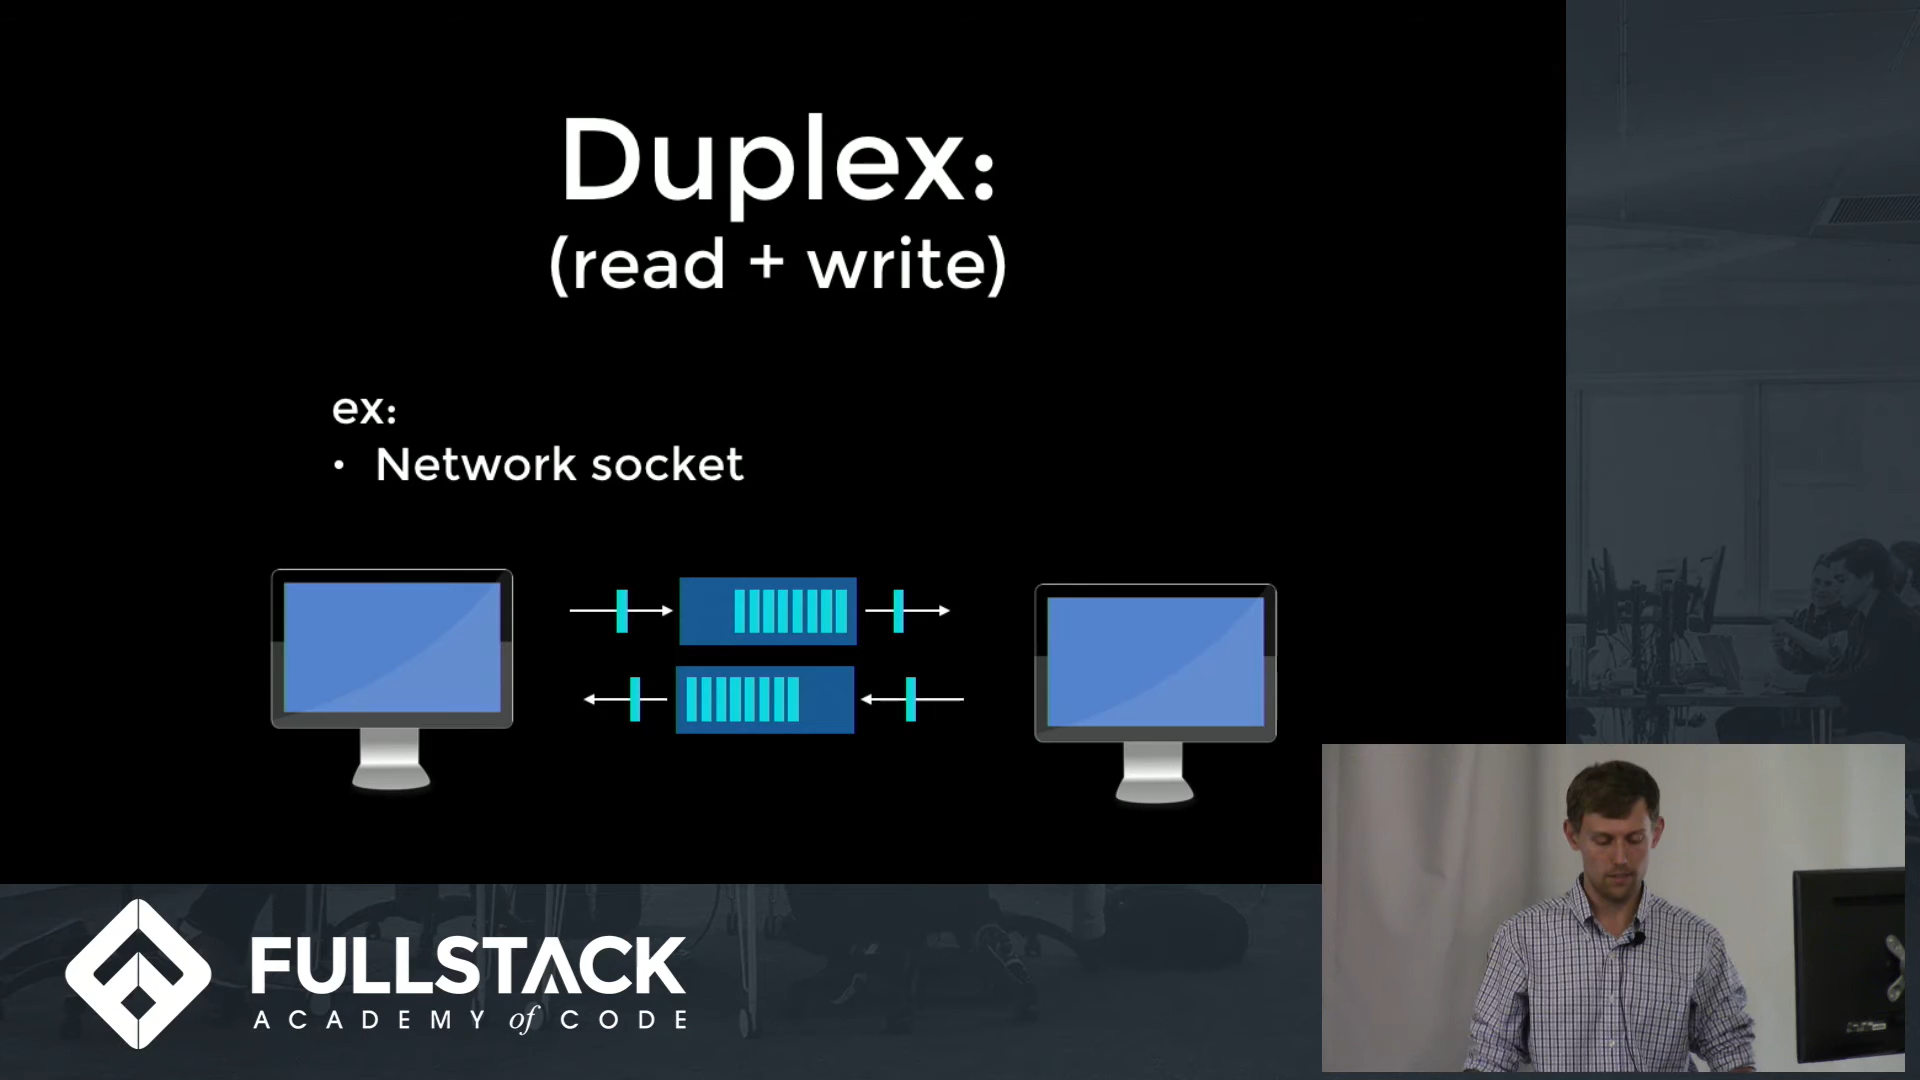 Duplex:
(read + write)
ex:
• Network socket
FULLSTACK
ACADEMY of CODE